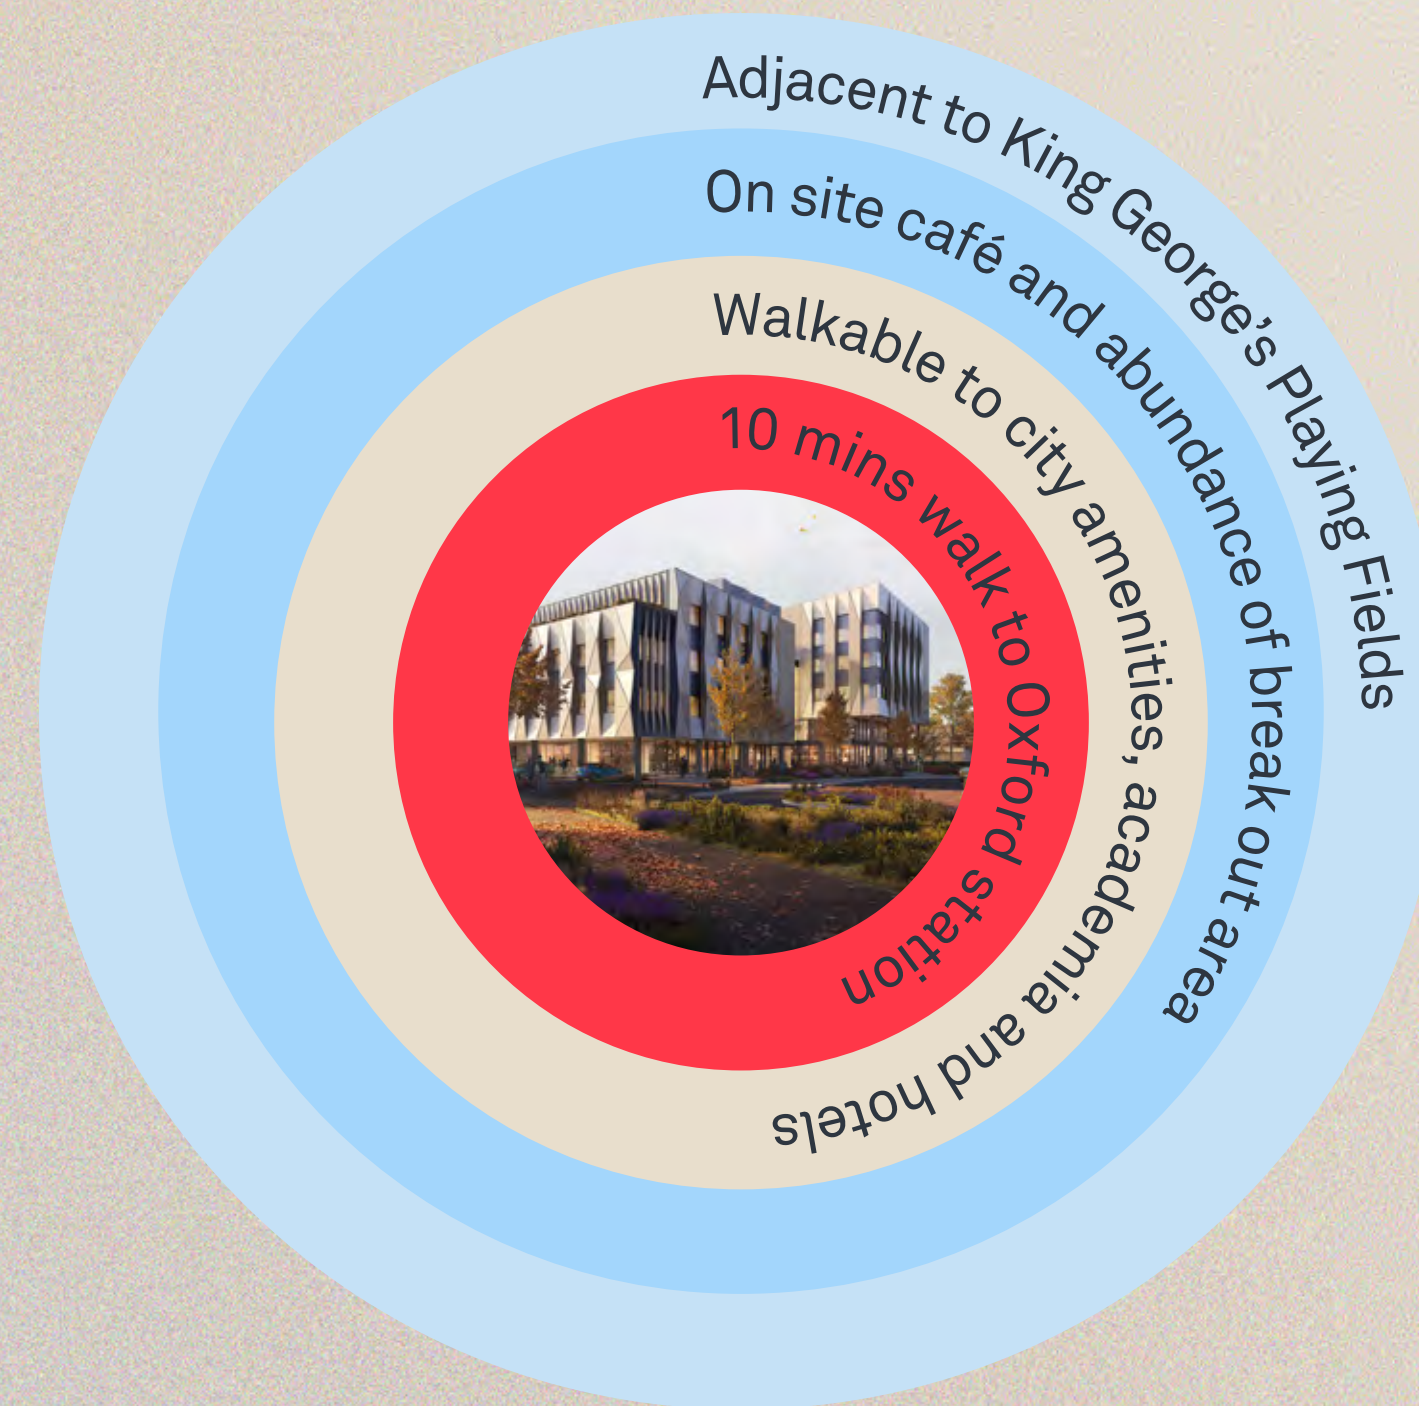 Adjacent to King George’s Playing Fields
On site café and abundance of break out area
Walkable to city amenities, academia and hotels
10 mins walk to Oxford station